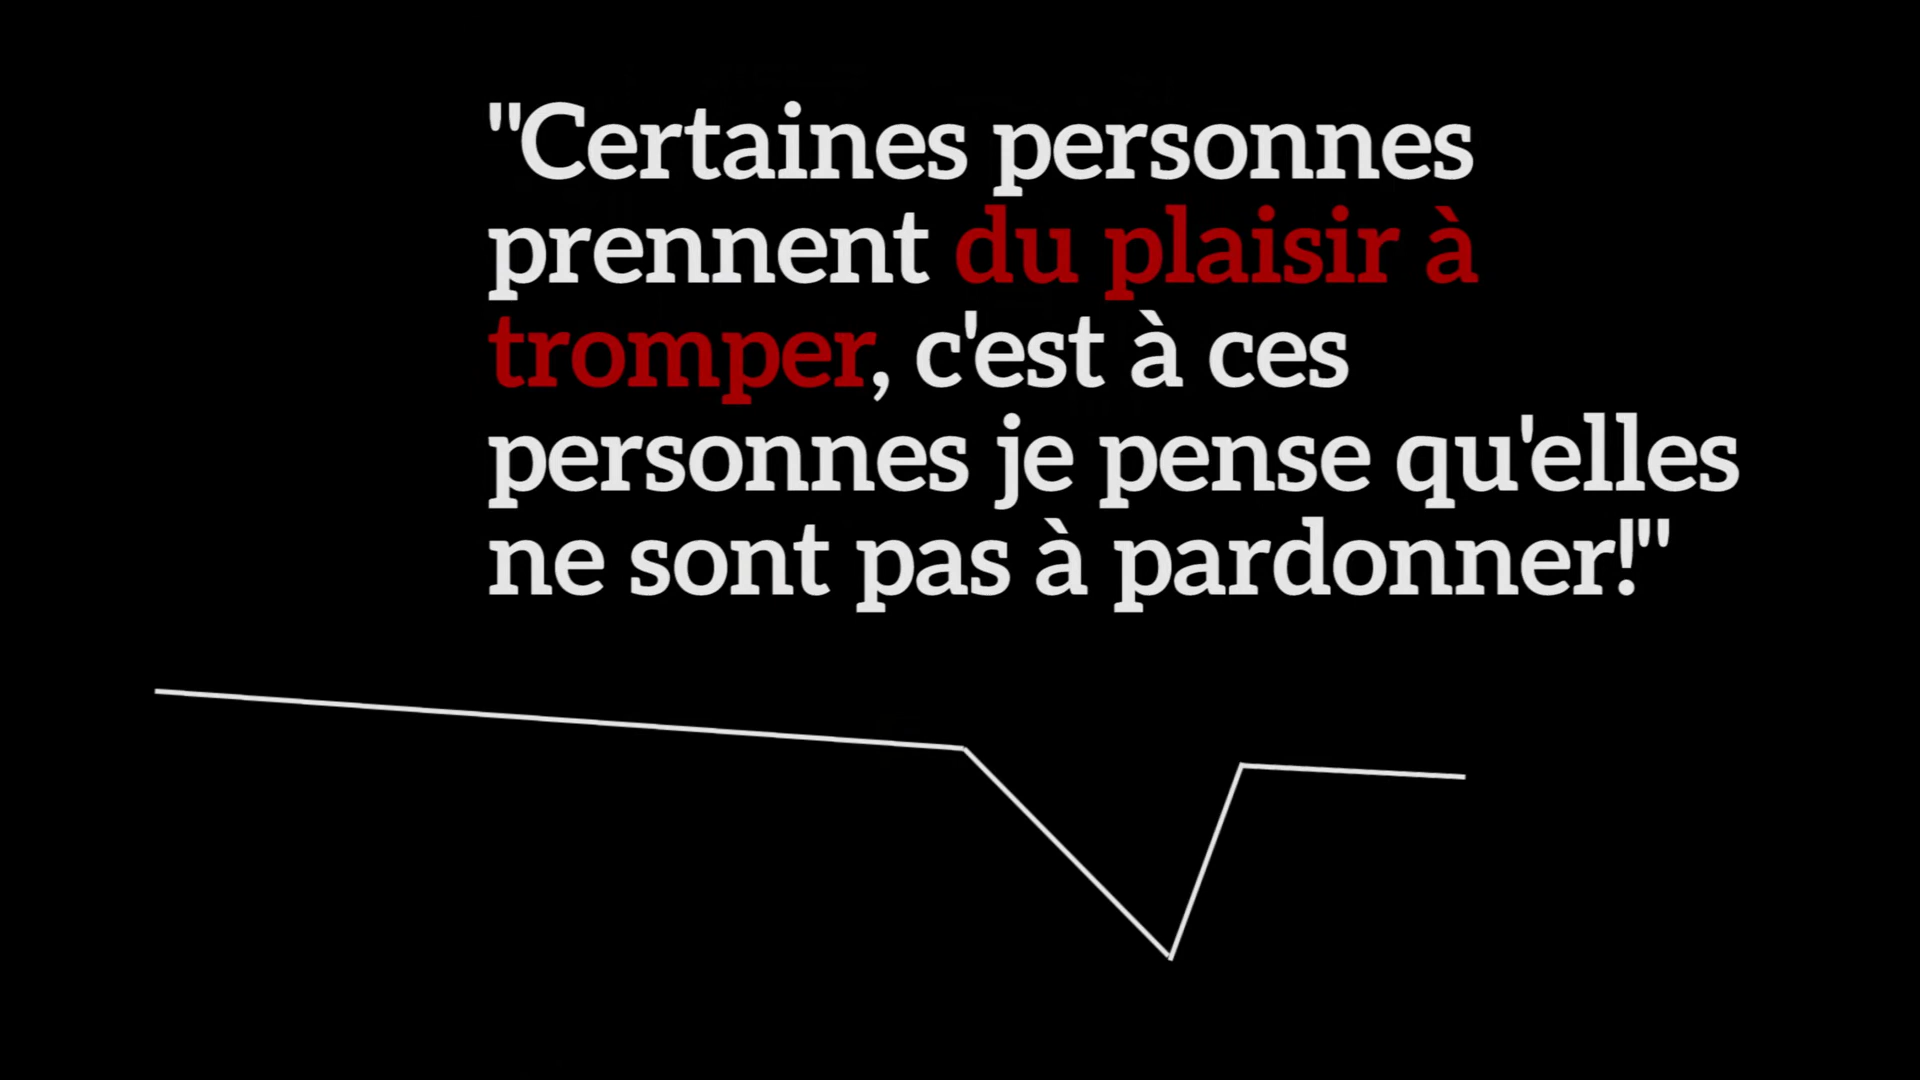 "Certaines personnes
prennent du plaisir à
tromper, c'est à ces
personnes je pense qu'elles
ne sont pas à pardonner!"